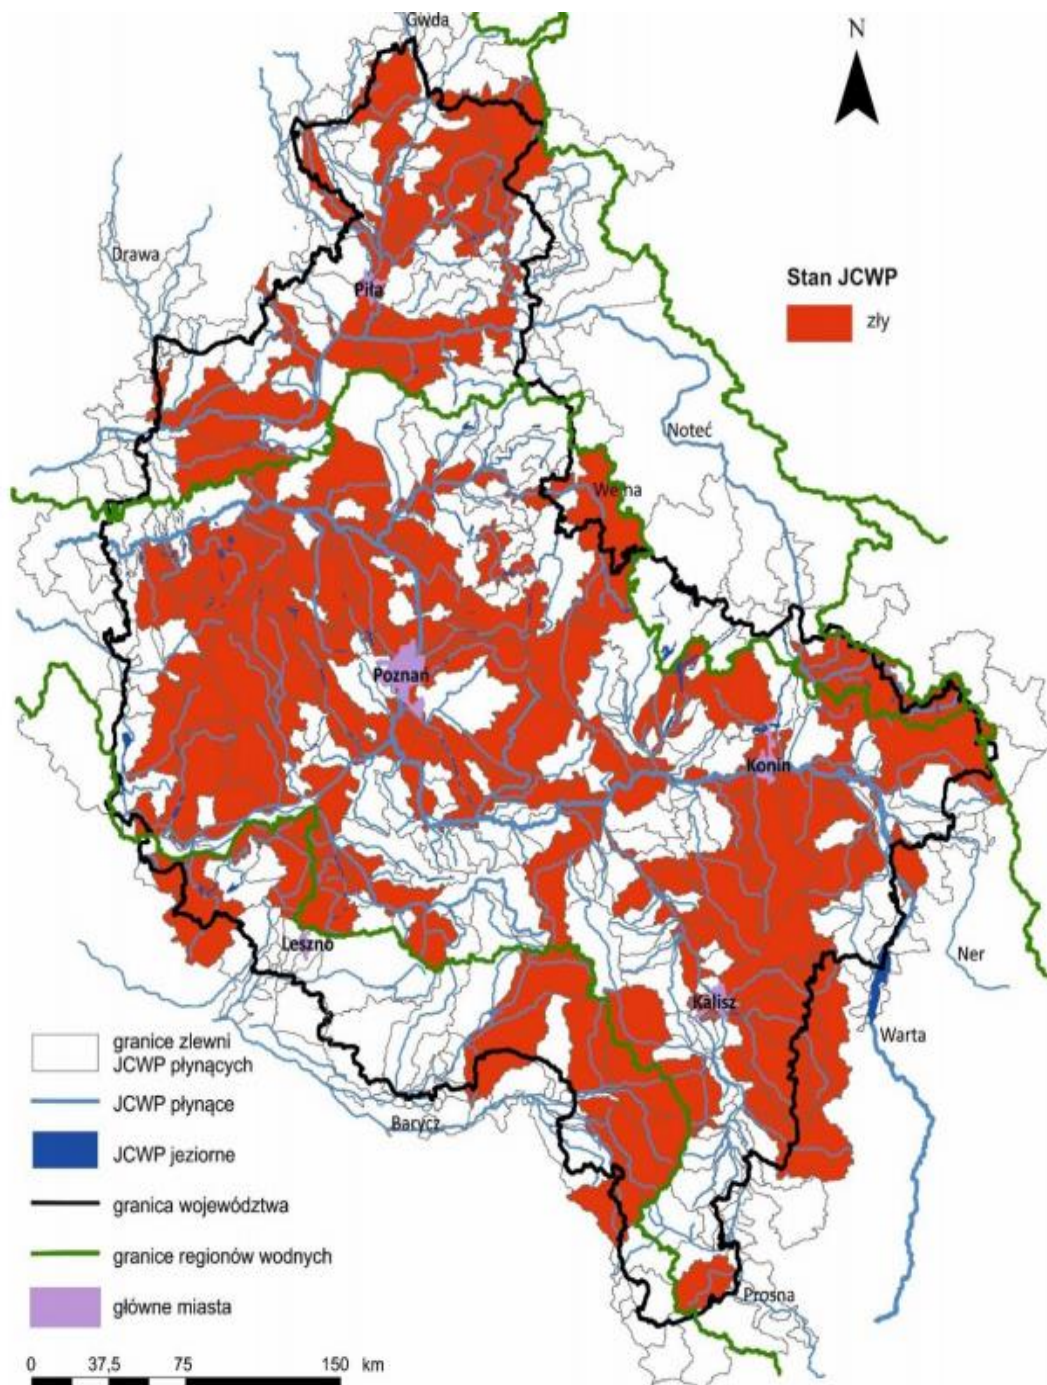 Gwda
N
Drawa
Piła
Stan JCWP
zły
Noteć
Wełna
Poznań
Konin
Leszno
Kalisz
Ner
Warta
Barycz
Prosna
granice zlewni
JCWP płynących
JCWP płynące
JCWP jeziorne
granica województwa
granice regionów wodnych
główne miasta
0 37,5 75 150 km